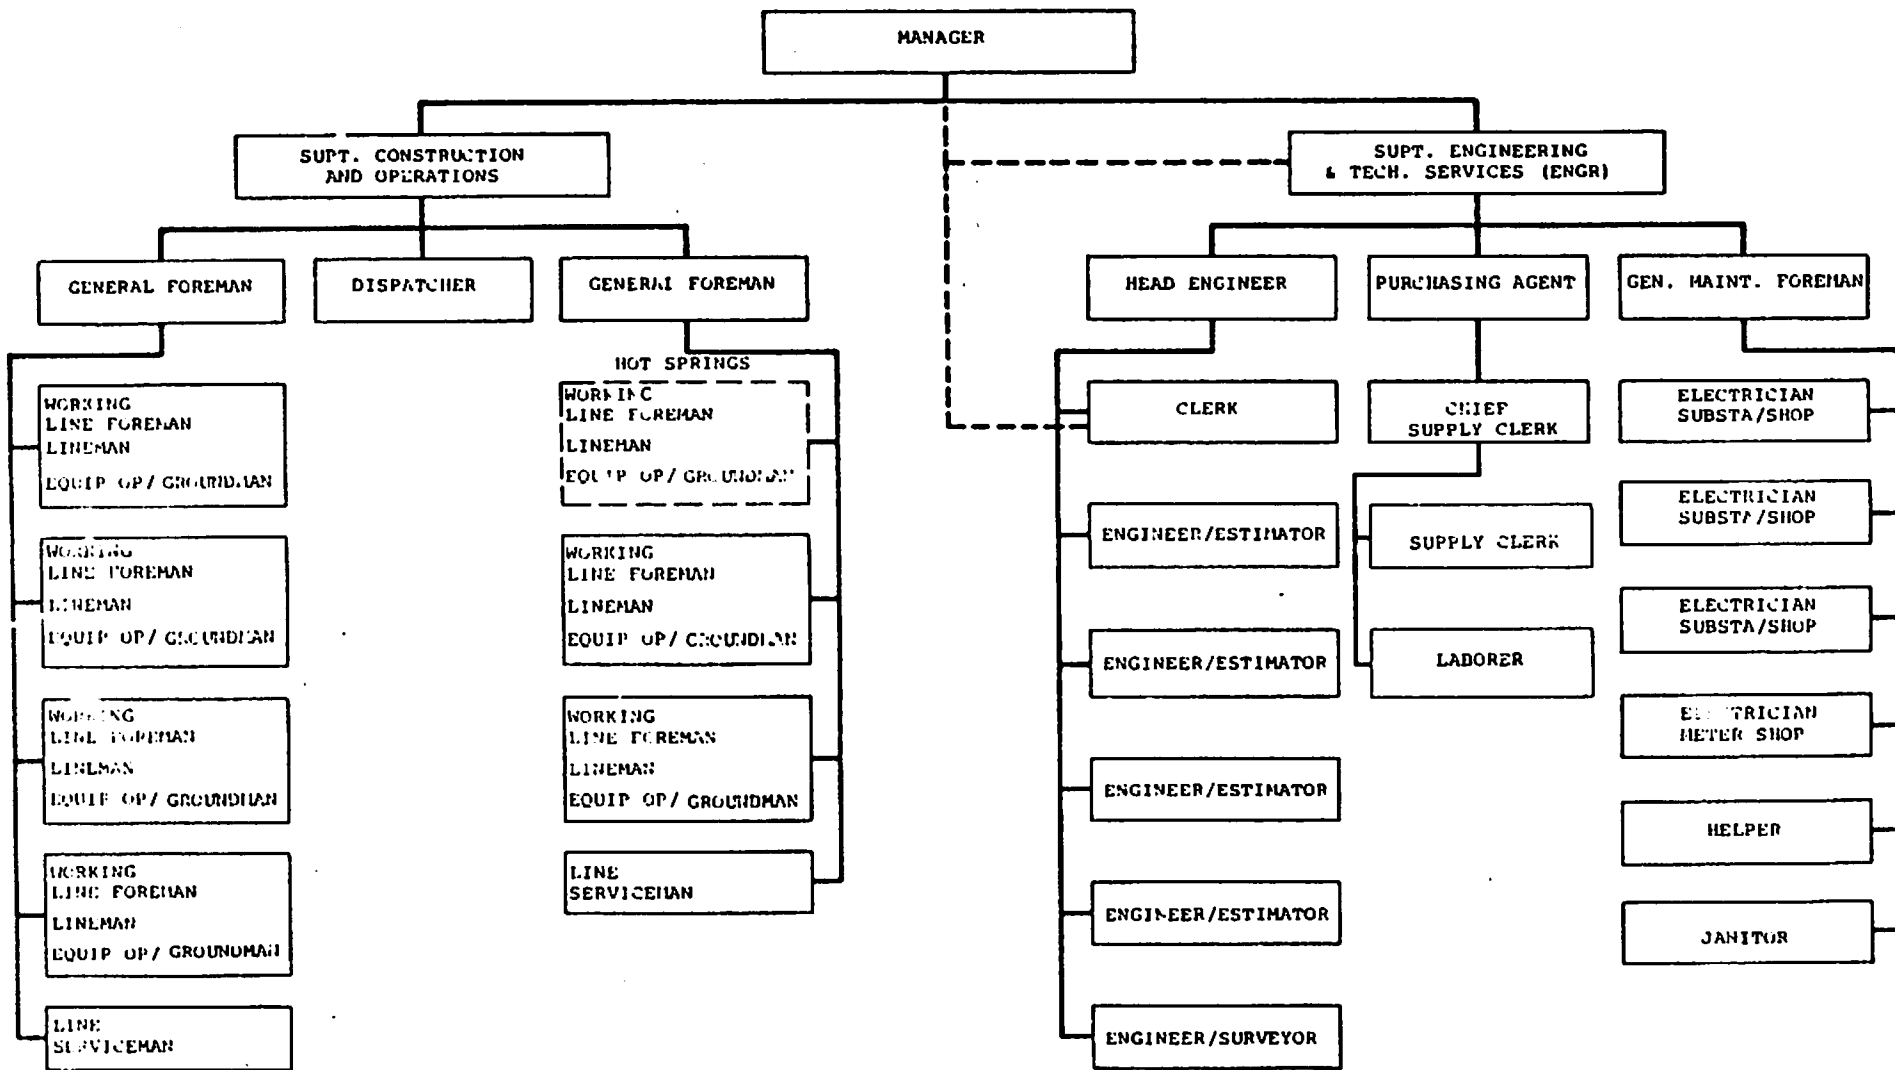 MANAGER
SUPT. CONSTRUCTION
AND OPERATIONS
SUPT. ENGINEERING
& TECH. SERVICES (ENGR)
GENERAL FOREMAN
DISPATCHER
GENERAL FOREMAN
HEAD ENGINEER
PURCHASING AGENT
GEN. MAINT. FOREMAN
WORKING
LINE FOREMAN
LINEMAN
EQUIP OP/ GROUNDMAN
WORKING
LINE FOREMAN
LINEMAN
EQUIP OP/ GROUNDMAN
WORKING
LINE FOREMAN
LINEMAN
EQUIP OP/ GROUNDMAN
WORKING
LINE FOREMAN
LINEMAN
EQUIP OP/ GROUNDMAN
LINE
SERVICEMAN
HOT SPRINGS
WORKING
LINE FOREMAN
LINEMAN
EQUIP OP/ GROUNDMAN
WORKING
LINE FOREMAN
LINEMAN
EQUIP OP/ GROUNDMAN
WORKING
LINE FOREMAN
LINEMAN
EQUIP OP/ GROUNDMAN
LINE
SERVICEMAN
CLERK
ENGINEER/ESTIMATOR
ENGINEER/ESTIMATOR
ENGINEER/ESTIMATOR
ENGINEER/ESTIMATOR
ENGINEER/SURVEYOR
CHIEF
SUPPLY CLERK
SUPPLY CLERK
LABORER
ELECTRICIAN
SUBSTA/SHOP
ELECTRICIAN
SUBSTA/SHOP
ELECTRICIAN
SUBSTA/SHOP
ELECTRICIAN
METER SHOP
HELPER
JANITOR